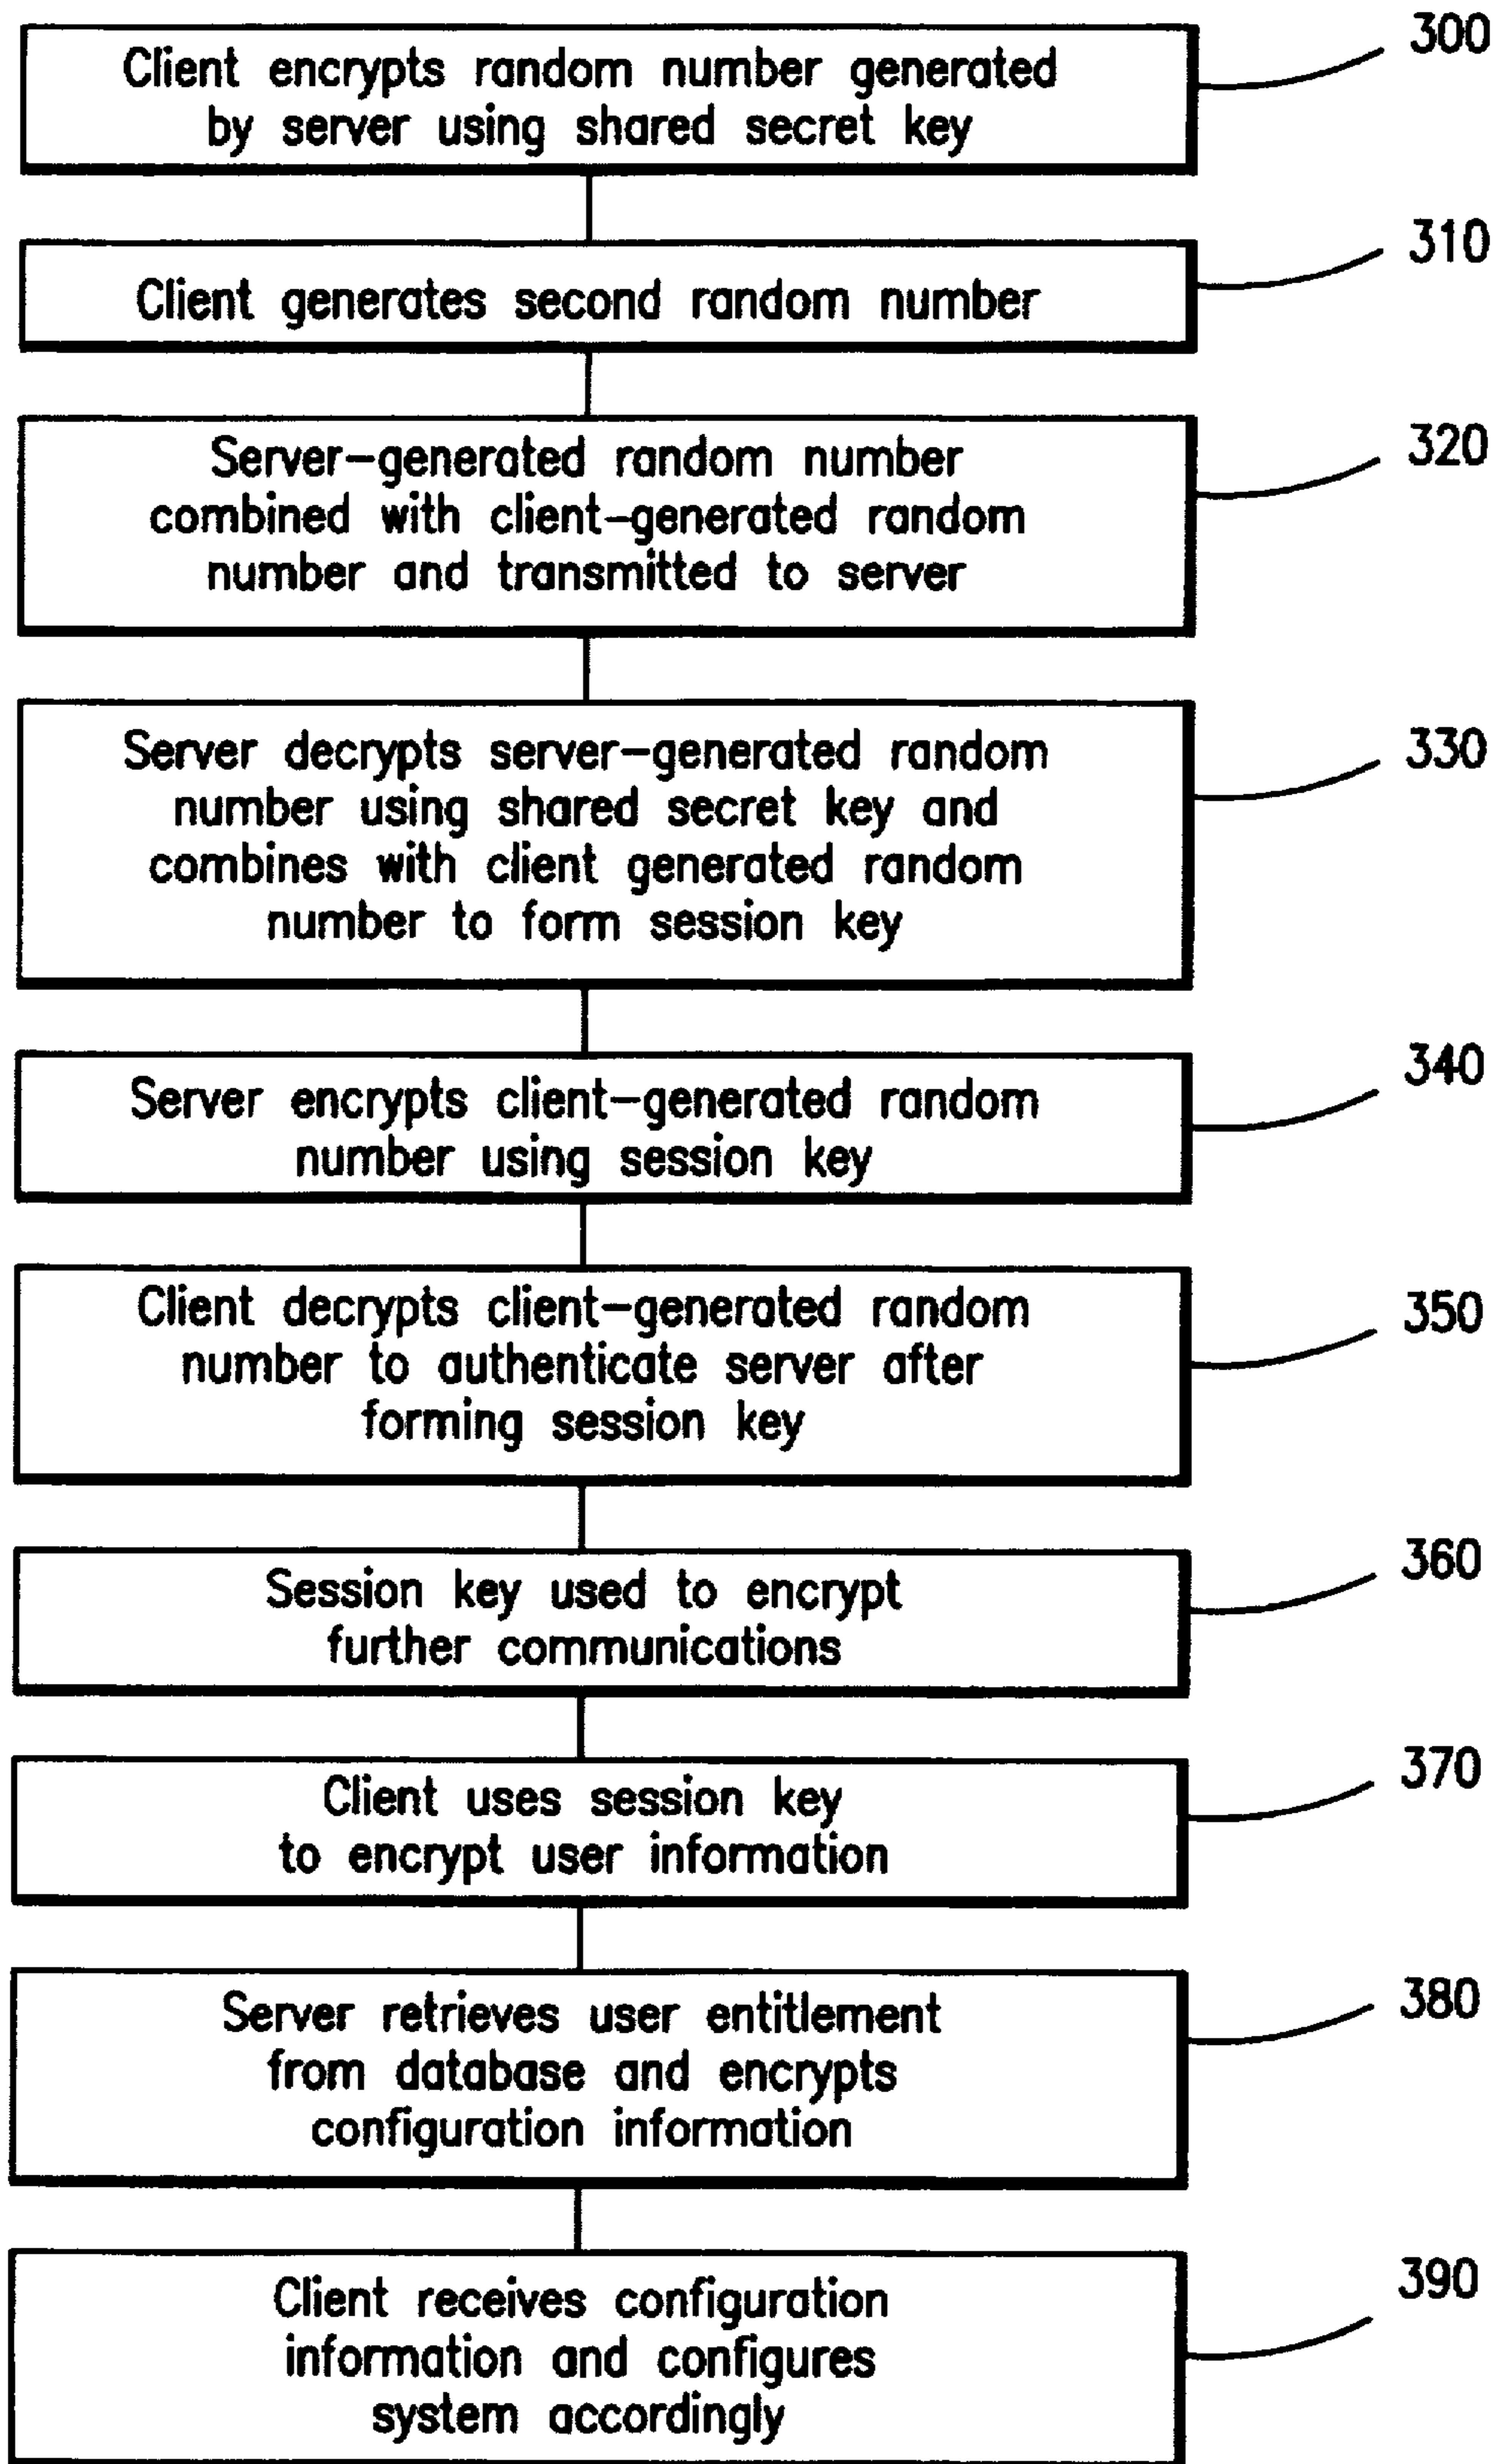 300
Client encrypts random number generated
by server using shared secret key
310
Client generates second random number
320
Server-generated random number
combined with client-generated random
number and transmitted to server
330
Server decrypts server-generated random
number using shared secret key and
combines with client generated random
number to form session key
340
Server encrypts client-generated random
number using session key
350
Client decrypts client-generated random
number to authenticate server after
forming session key
360
Session key used to encrypt
further communications
370
Client uses session key
to encrypt user information
380
Server retrieves user entitlement
from database and encrypts
configuration information
390
Client receives configuration
information and configures
system accordingly